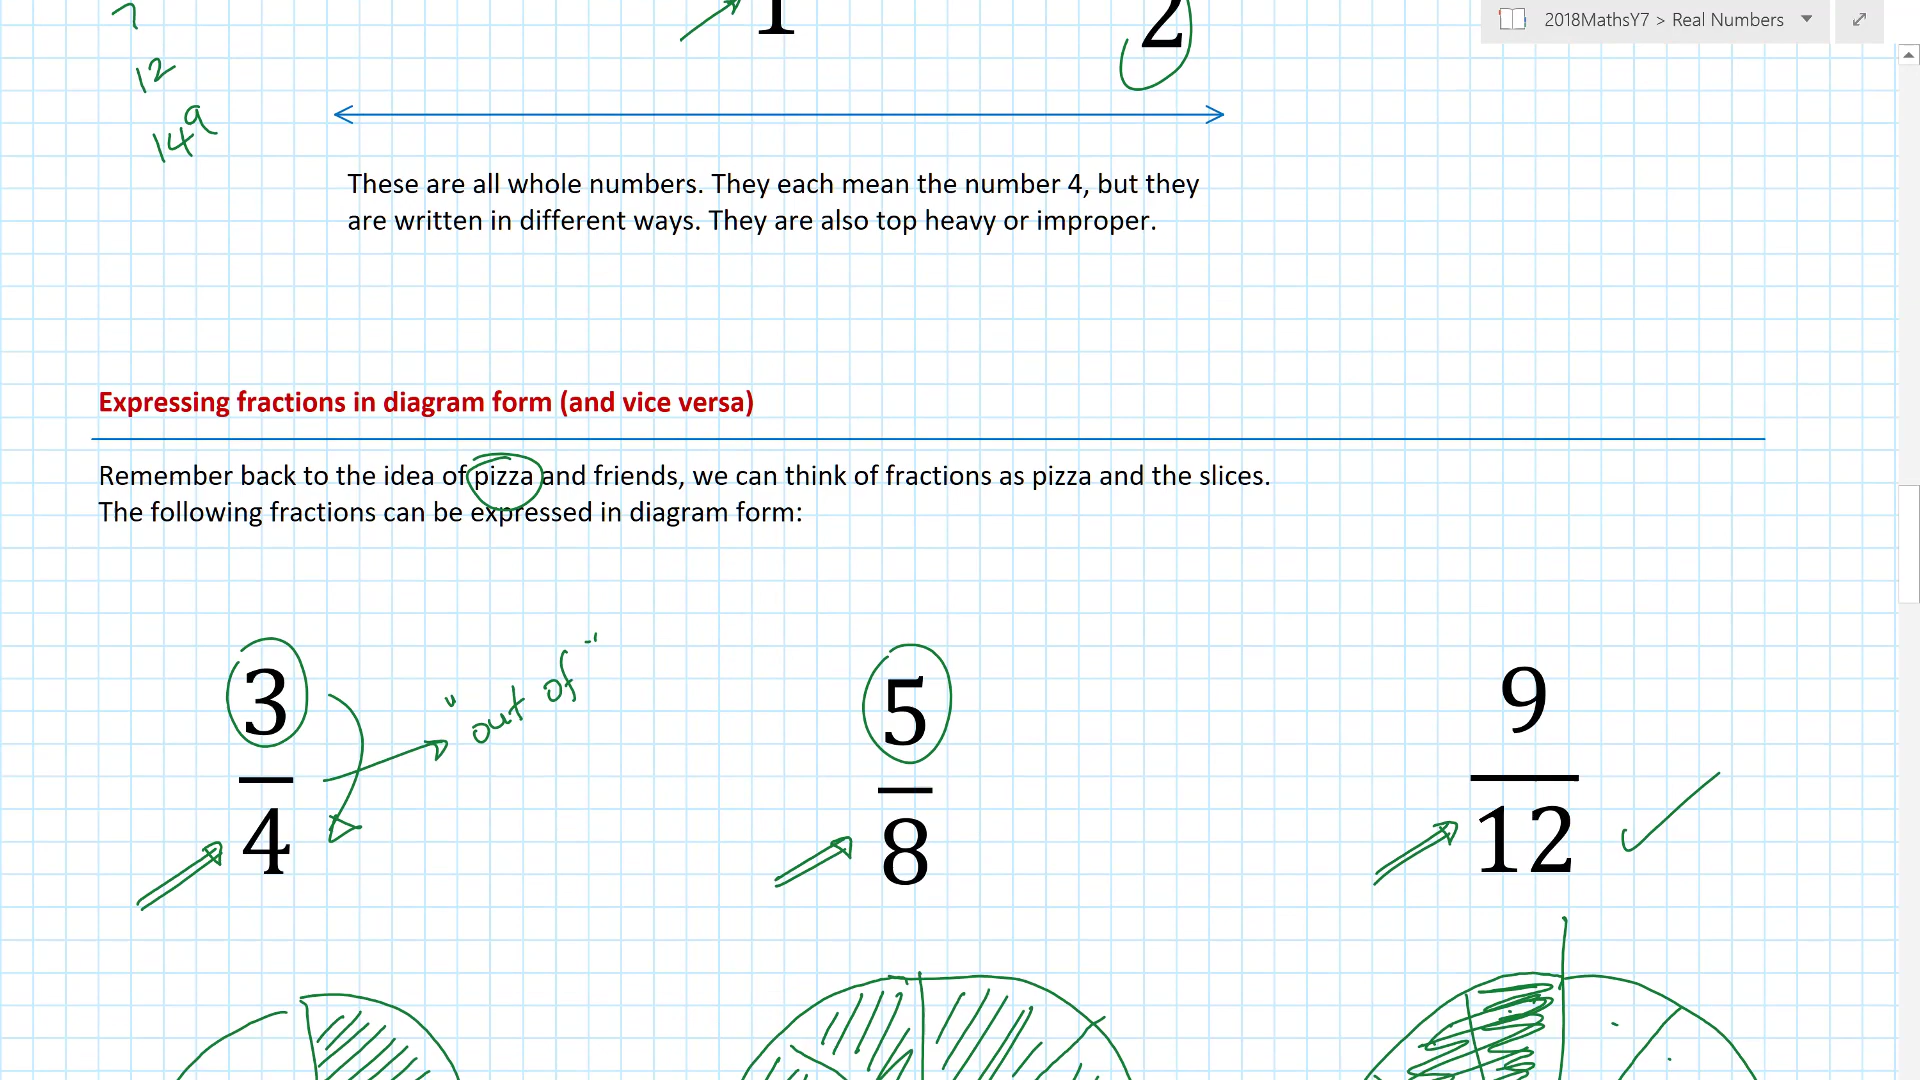 1
2
2018MathsY7 > Real Numbers
12
149
These are all whole numbers. They each mean the number 4, but they
are written in different ways. They are also top heavy or improper.
Expressing fractions in diagram form (and vice versa)
Remember back to the idea of pizza and friends, we can think of fractions as pizza and the slices.
The following fractions can be expressed in diagram form:
3
4
"out of"
5
8
9
12